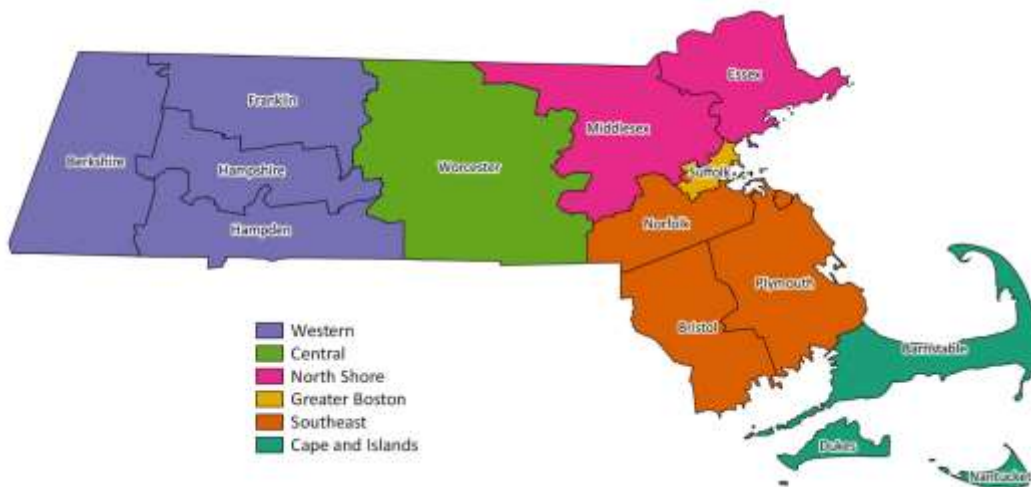 Essex
Franklin
Middlesex
Berkshire
Hampshire
Worcester
Suffolk
Norfolk
Hampden
Plymouth
Bristol
Barnstable
Dukes
Nantucket
Western
Central
North Shore
Greater Boston
Southeast
Cape and Islands